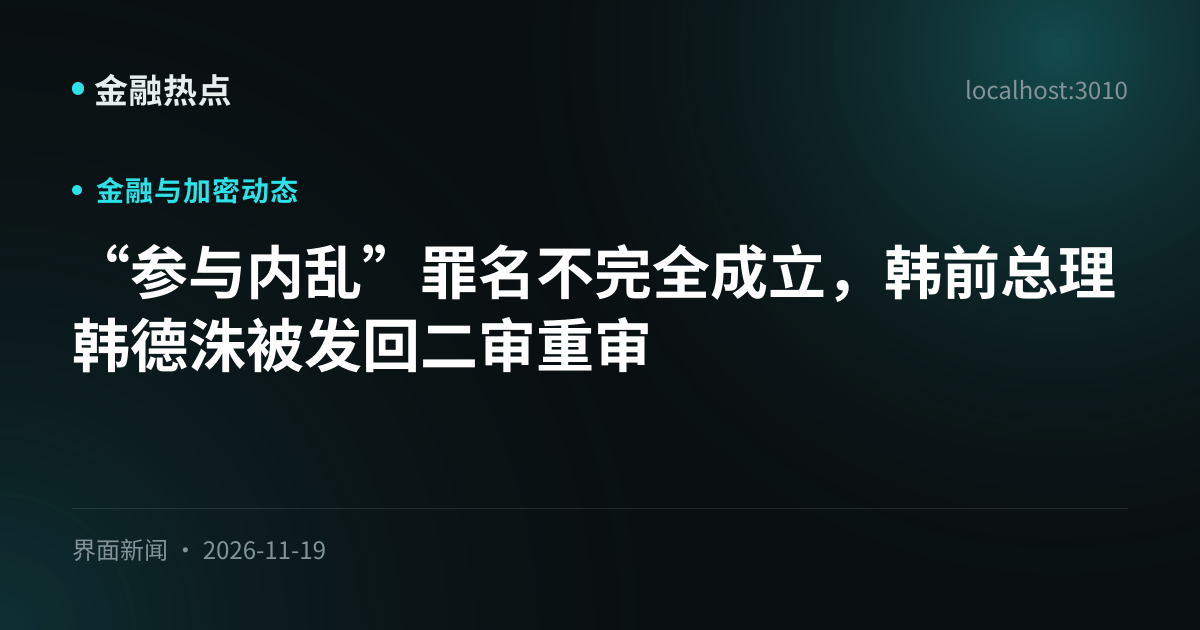 金融热点
localhost:3010
金融与加密动态
“参与内乱”罪名不完全成立，韩前总理
韩德洙被发回二审重审
界面新闻 • 2026-11-19